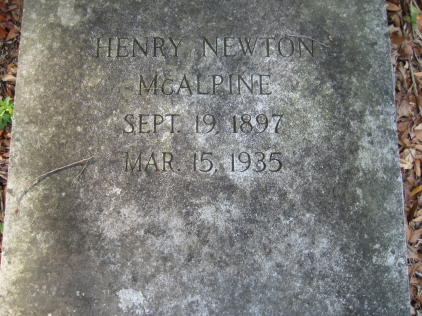 HENRY NEWTON
McALPINE
SEPT. 19, 1897
MAR. 15, 1935